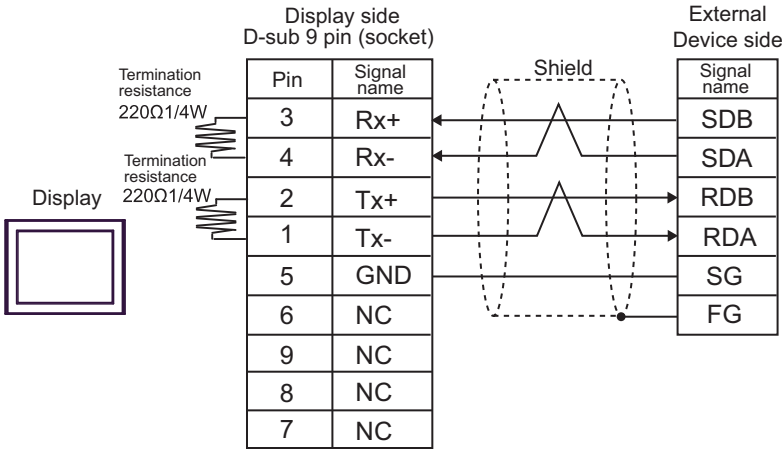 Display side
D-sub 9 pin (socket)
External
Device side
Termination
resistance
220Ω1/4W
Termination
resistance
220Ω1/4W
Display
Pin Signal name
3 Rx+
4 Rx-
2 Tx+
1 Tx-
5 GND
6 NC
9 NC
8 NC
7 NC
Shield
Signal
name
SDB
SDA
RDB
RDA
SG
FG